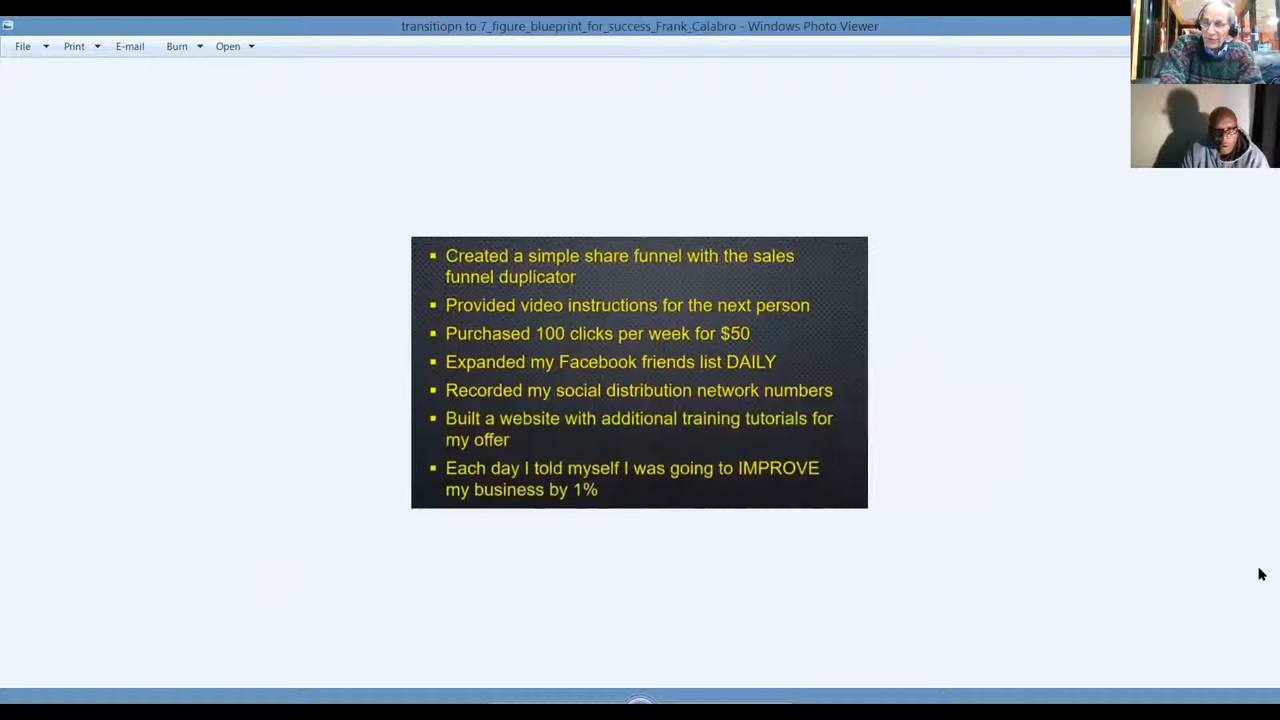 transitiopn to 7_figure_blueprint_for_success_Frank_Calabro - Windows Photo Viewer
File Print E-mail Burn Open
▪ Created a simple share funnel with the sales
funnel duplicator
▪ Provided video instructions for the next person
▪ Purchased 100 clicks per week for $50
▪ Expanded my Facebook friends list DAILY
▪ Recorded my social distribution network numbers
▪ Built a website with additional training tutorials for
my offer
▪ Each day I told myself I was going to IMPROVE
my business by 1%